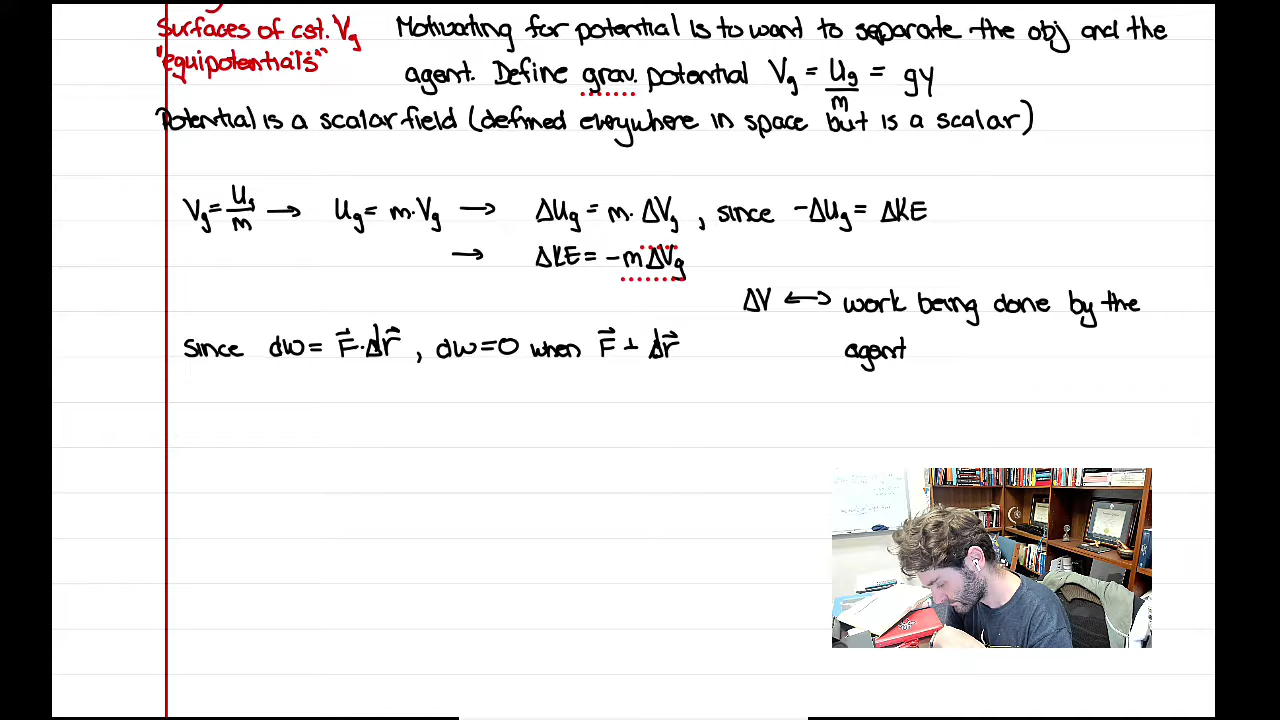 Surfaces of cst. Vg
"equipotentials"
Motivating for potential is to want to separate the obj and the
agent. Define grav. potential Vg = Ug/m = gy
Potential is a scalar field (defined everywhere in space but is a scalar)
Vg = Ug/m → Ug = m·Vg → ΔUg = m·ΔVg, since -ΔUg = ΔKE
→ ΔKE = -mΔVg
ΔV ↔ work being done by the
agent
since dw = F⃗·dr⃗, dw=0 when F⃗ ⊥ dr⃗